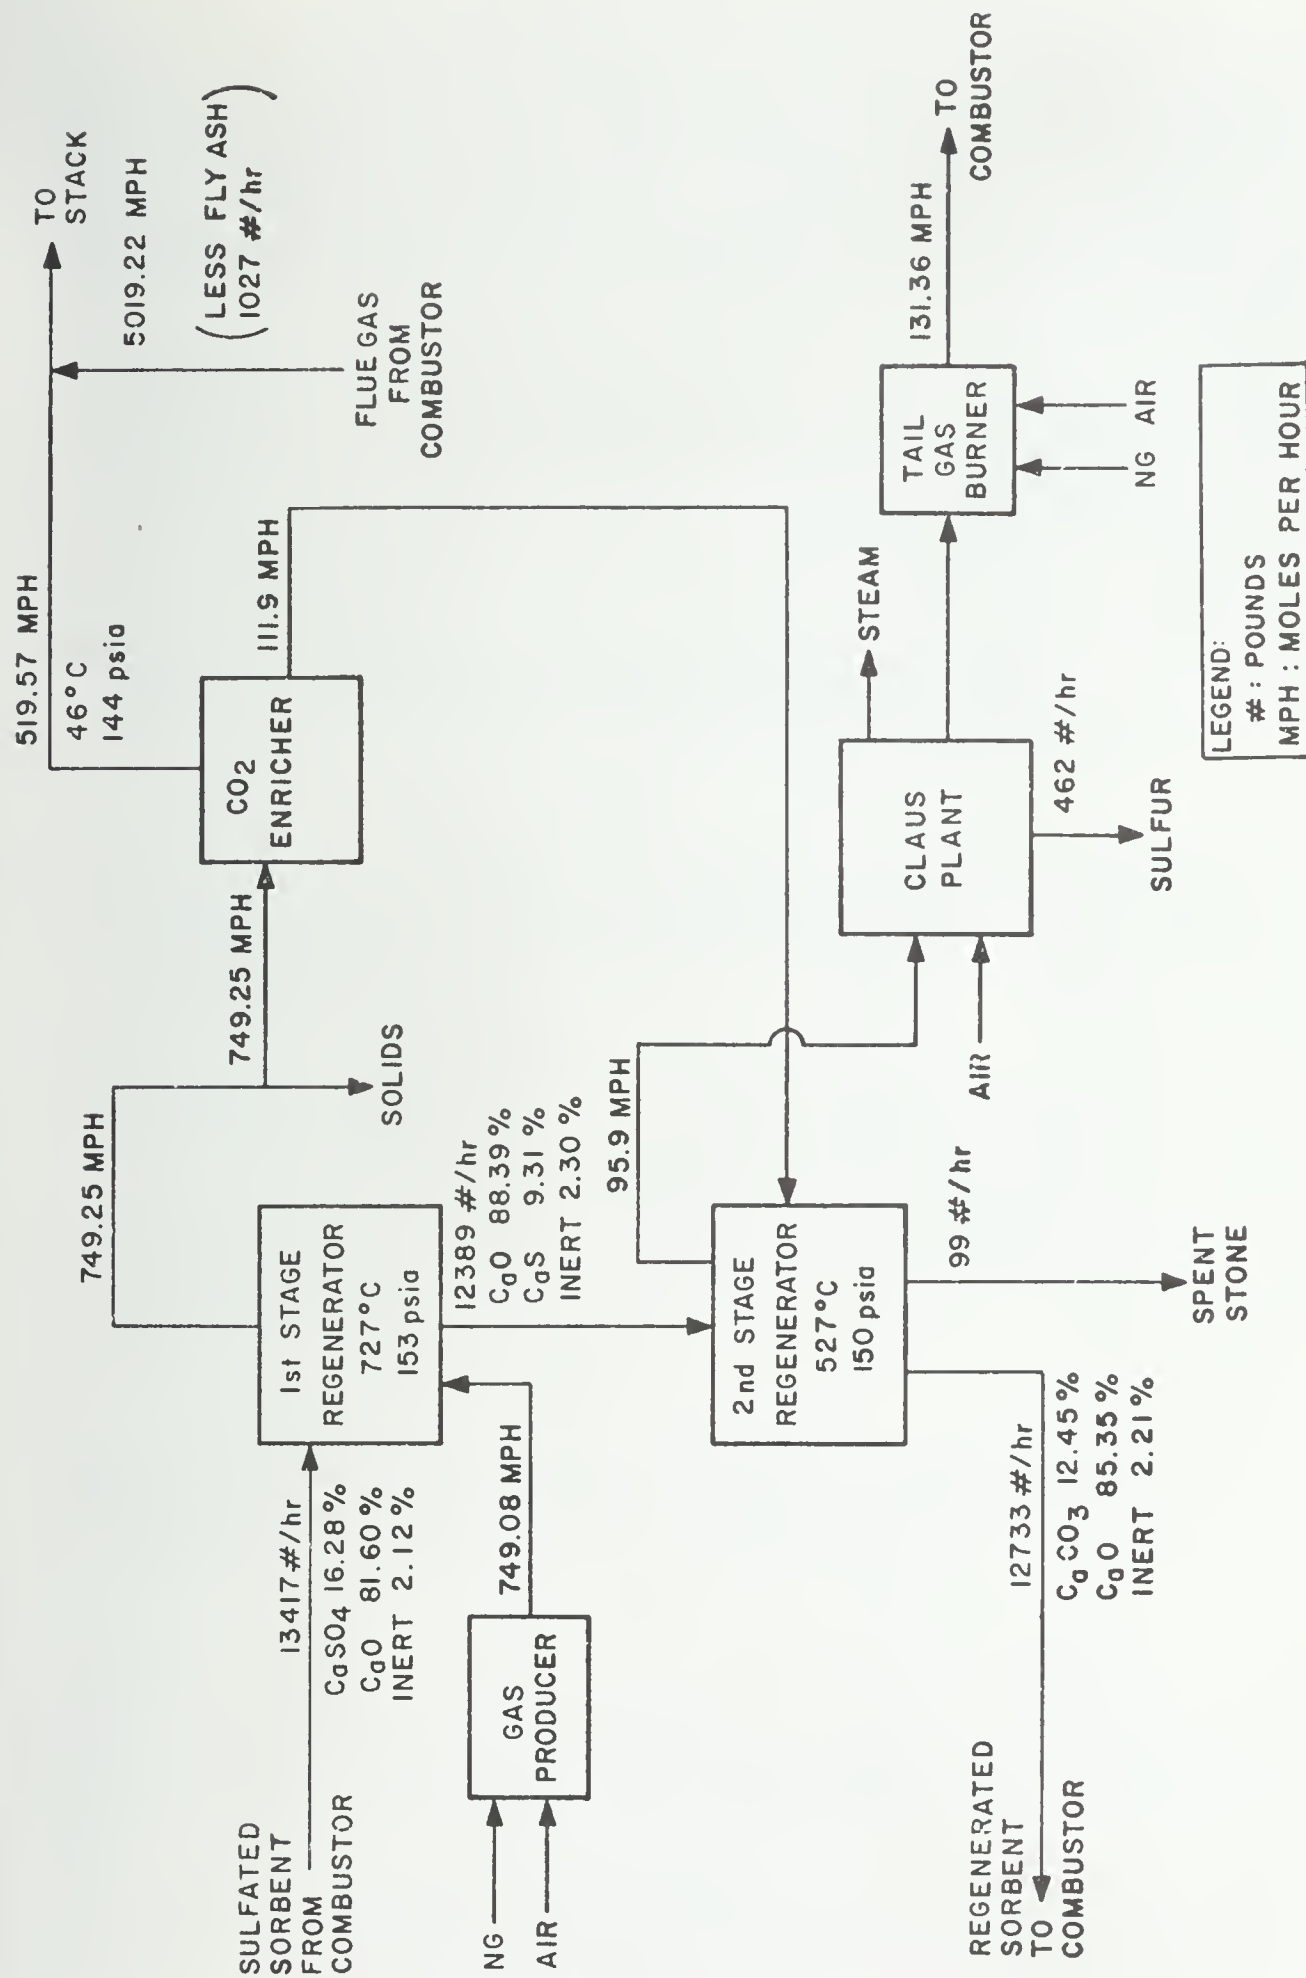 SULFATED
SORBENT
FROM
COMBUSTOR
13417 #/hr
CaSO4 16.28 %
CaO 81.60 %
INERT 2.12 %
NG
AIR
GAS
PRODUCER
749.08 MPH
1st STAGE
REGENERATOR
727°C
153 psia
749.25 MPH
SOLIDS
749.25 MPH
CO2
ENRICHER
519.57 MPH
46°C
144 psia
TO
STACK
5019.22 MPH
(LESS FLY ASH)
1027 #/hr
FLUE GAS
FROM
COMBUSTOR
111.9 MPH
12389 #/hr
CaO 88.39 %
CaS 9.31 %
INERT 2.30 %
2nd STAGE
REGENERATOR
527°C
150 psia
95.9 MPH
99 #/hr
SPENT
STONE
12733 #/hr
CaCO3 12.45 %
CaO 85.35 %
INERT 2.21 %
REGENERATED
SORBENT
TO
COMBUSTOR
AIR
CLAUS
PLANT
STEAM
462 #/hr
SULFUR
TAIL
GAS
BURNER
NG AIR
131.36 MPH
TO
COMBUSTOR
LEGEND:
# : POUNDS
MPH : MOLES PER HOUR